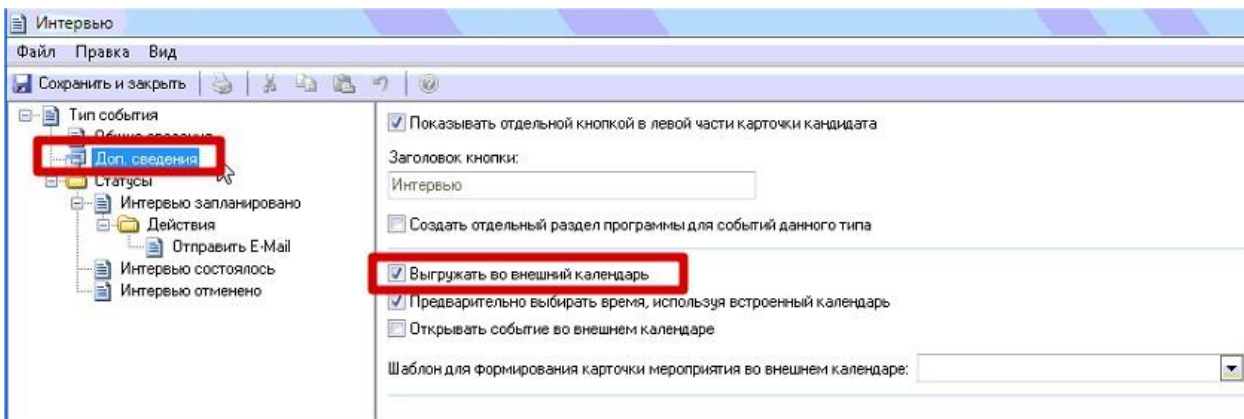 Интервью
Файл Правка Вид
Сохранить и закрыть
Тип события
Общие сведения
Доп. сведения
Статусы
Интервью запланировано
Действия
Отправить E-Mail
Интервью состоялось
Интервью отменено
Показывать отдельной кнопкой в левой части карточки кандидата
Заголовок кнопки:
Интервью
Создать отдельный раздел программы для событий данного типа
Выгружать во внешний календарь
Предварительно выбирать время, используя встроенный календарь
Открывать событие во внешнем календаре
Шаблон для формирования карточки мероприятия во внешнем календаре: